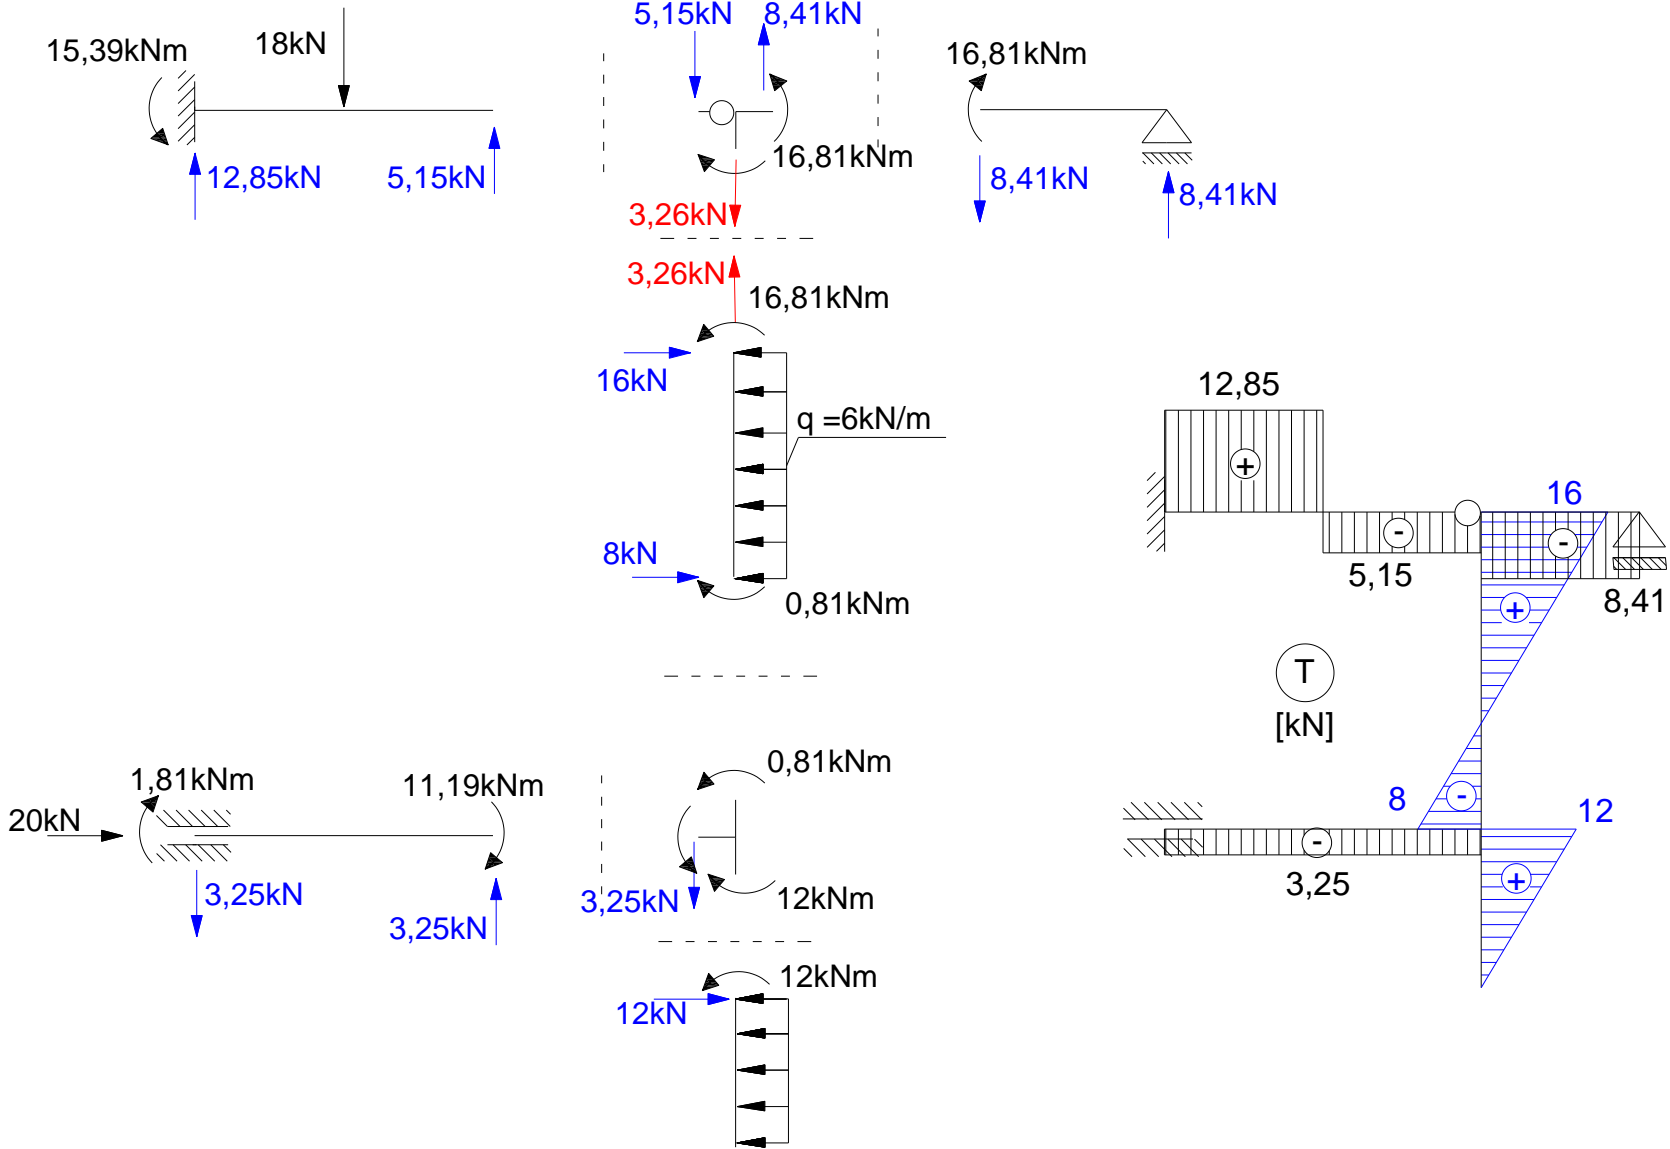 5,15kN
8,41kN
15,39kNm
18kN
16,81kNm
16,81kNm
12,85kN
5,15kN
8,41kN
8,41kN
3,26kN
3,26kN
16,81kNm
16kN
q =6kN/m
8kN
0,81kNm
12,85
+
16
-
-
5,15
8,41
+
T
[kN]
0,81kNm
1,81kNm
11,19kNm
20kN
3,25kN
3,25kN
3,25kN
12kNm
8
-
12
-
3,25
+
12kNm
12kN